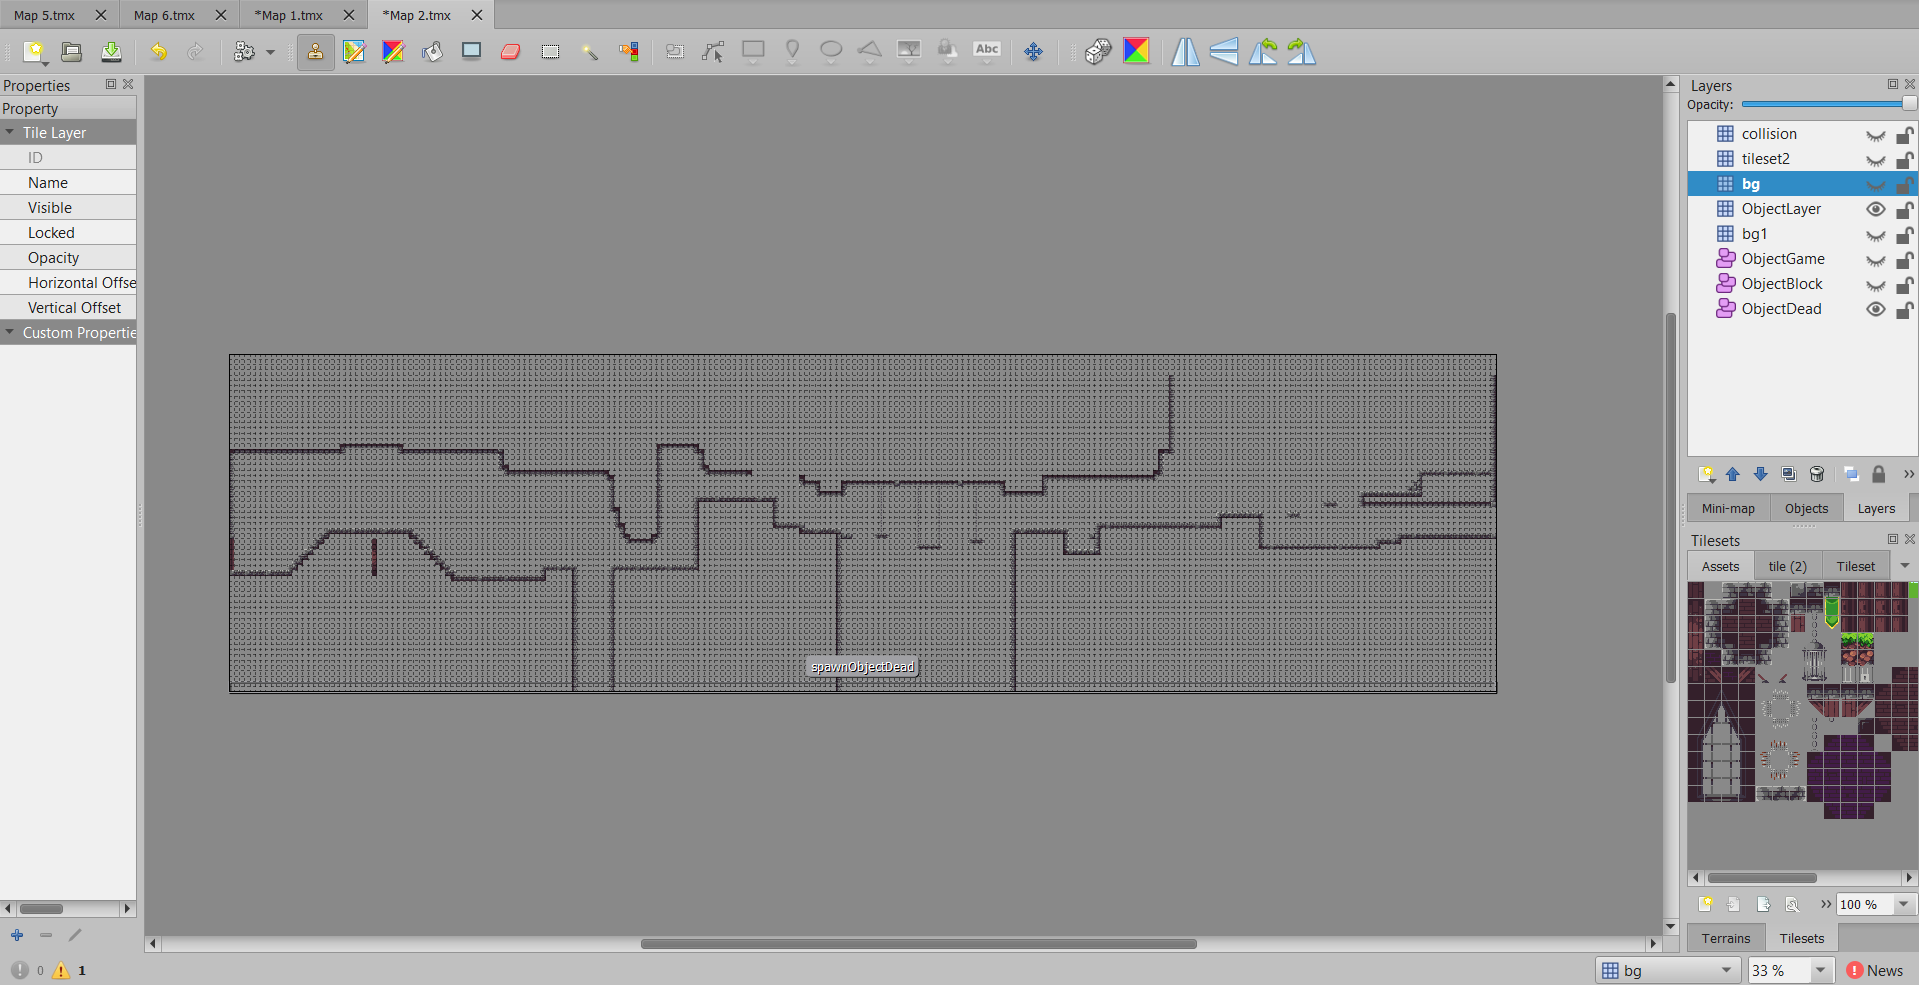 Map 5.tmx
Map 6.tmx
*Map 1.tmx
*Map 2.tmx
Abc
Properties
Property
Tile Layer
ID
Name
Visible
Locked
Opacity
Horizontal Offse
Vertical Offset
Custom Propertie
0
1
spawnObjectDead
Layers
Opacity:
collision
tileset2
bg
ObjectLayer
bg1
ObjectGame
ObjectBlock
ObjectDead
Mini-map
Objects
Layers
Tilesets
Assets
tile (2)
Tileset
100 %
Terrains
Tilesets
bg
33 %
News